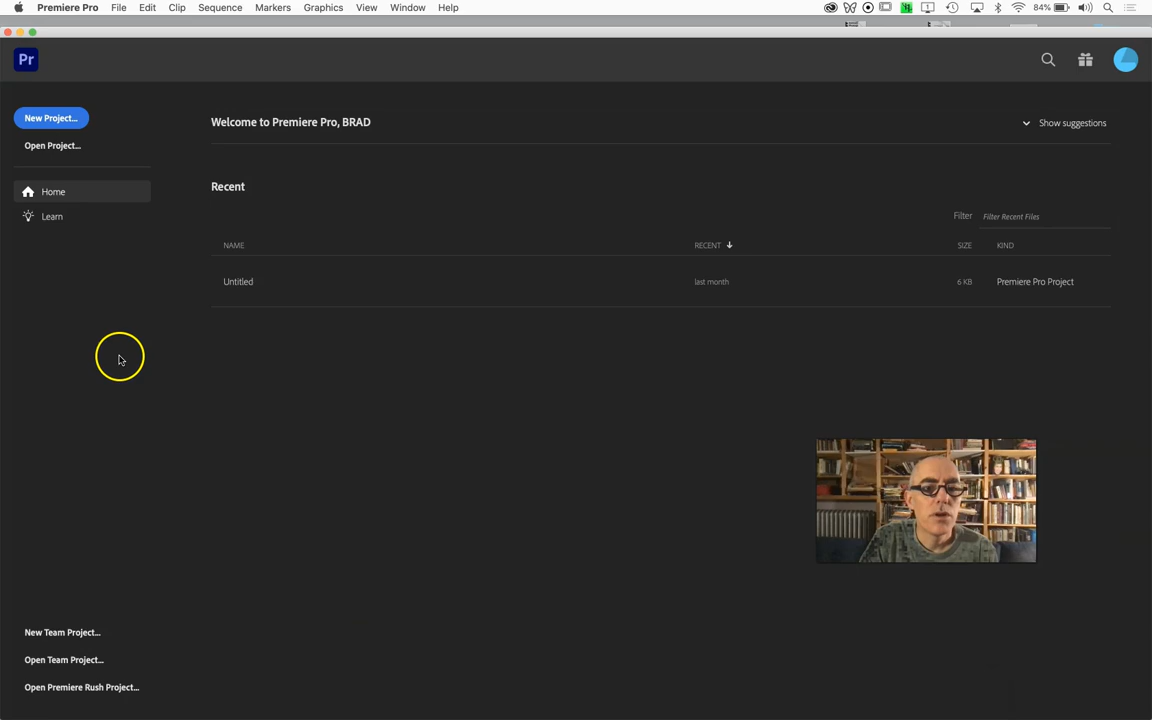 Premiere Pro File Edit Clip Sequence Markers Graphics View Window Help 84%
Pr
New Project...
Open Project...
Home
Learn
Welcome to Premiere Pro, BRAD
Show suggestions
Recent
Filter Filter Recent Files
NAME RECENT SIZE KIND
Untitled last month 6 KB Premiere Pro Project
New Team Project...
Open Team Project...
Open Premiere Rush Project...